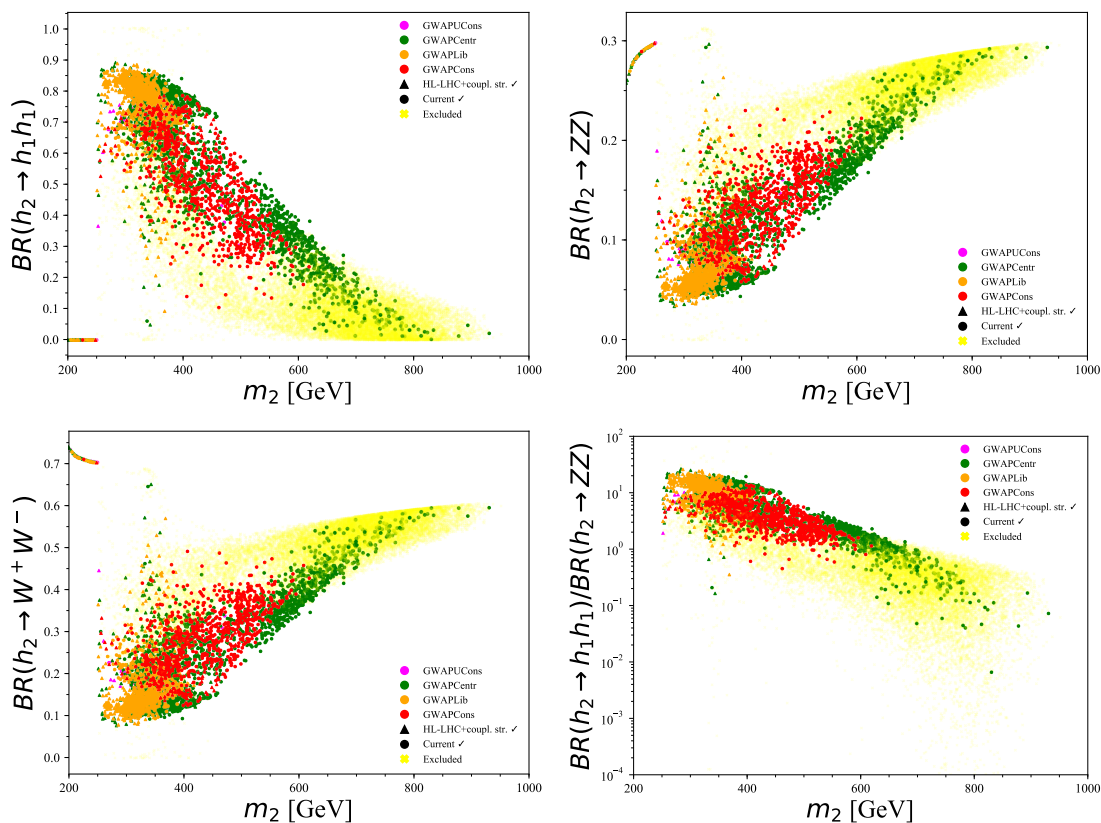 BR(h₂ → h₁h₁)
1.0
0.9
0.8
0.7
0.6
0.5
0.4
0.3
0.2
0.1
0.0
GWAPUCons
GWAPCentr
GWAPLib
GWAPCons
HL-LHC+coupl. str. ✓
Current ✓
Excluded
200 400 600 800 1000
m₂ [GeV]
BR(h₂ → ZZ)
0.3
0.2
0.1
0.0
GWAPUCons
GWAPCentr
GWAPLib
GWAPCons
HL-LHC+coupl. str. ✓
Current ✓
Excluded
200 400 600 800 1000
m₂ [GeV]
BR(h₂ → W⁺W⁻)
0.7
0.6
0.5
0.4
0.3
0.2
0.1
0.0
GWAPUCons
GWAPCentr
GWAPLib
GWAPCons
HL-LHC+coupl. str. ✓
Current ✓
Excluded
200 400 600 800 1000
m₂ [GeV]
BR(h₂ → h₁h₁)/BR(h₂ → ZZ)
10²
10¹
10⁰
10⁻¹
10⁻²
10⁻³
10⁻⁴
GWAPUCons
GWAPCentr
GWAPLib
GWAPCons
HL-LHC+coupl. str. ✓
Current ✓
Excluded
200 400 600 800 1000
m₂ [GeV]